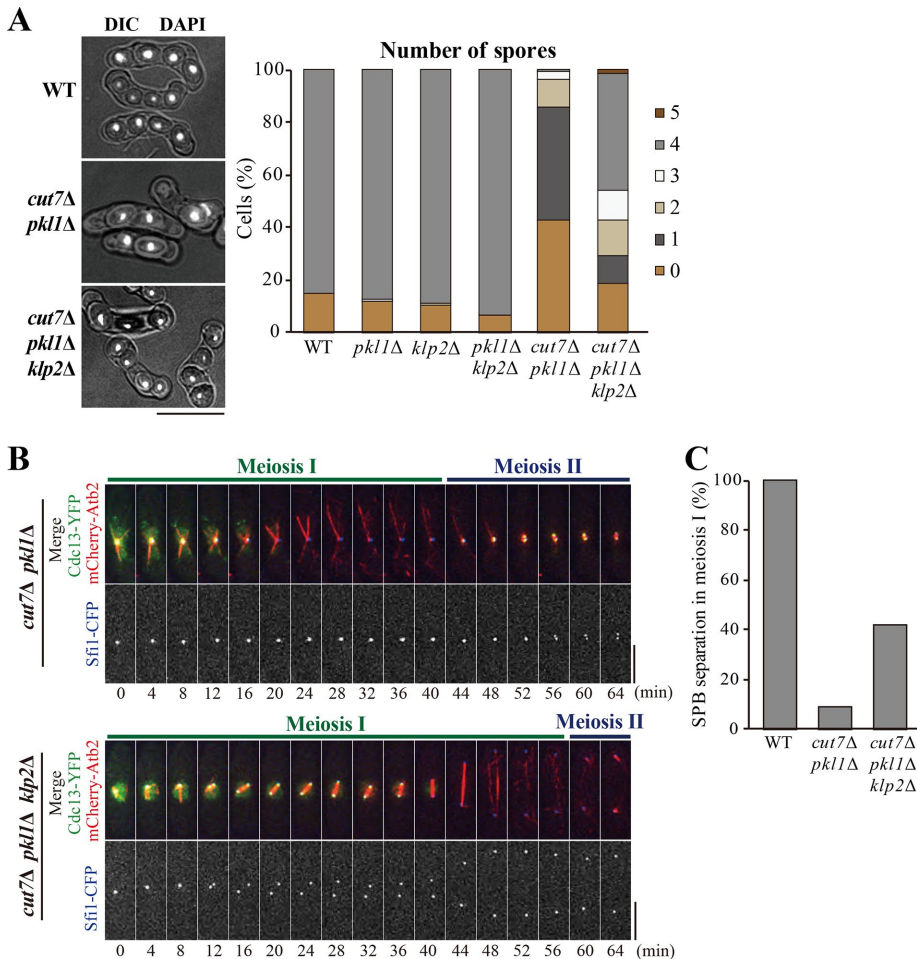 A
DIC DAPI
WT
cut7Δ
pkl1Δ
cut7Δ
pkl1Δ
klp2Δ
Number of spores
Cells (%)
100
80
60
40
20
0
WT
pkl1Δ
klp2Δ
pkl1Δ
klp2Δ
cut7Δ
pkl1Δ
cut7Δ
pkl1Δ
klp2Δ
5
4
3
2
1
0
B
Meiosis I Meiosis II
cut7Δ pkl1Δ
Merge
Cdc13-YFP
mCherry-Atb2
Sfi1-CFP
0 4 8 12 16 20 24 28 32 36 40 44 48 52 56 60 64 (min)
Meiosis I Meiosis II
cut7Δ pkl1Δ klp2Δ
Merge
Cdc13-YFP
mCherry-Atb2
Sfi1-CFP
0 4 8 12 16 20 24 28 32 36 40 44 48 52 56 60 64 (min)
C
SPB separation in meiosis I (%)
100
80
60
40
20
0
WT
cut7Δ
pkl1Δ
cut7Δ
pkl1Δ
klp2Δ